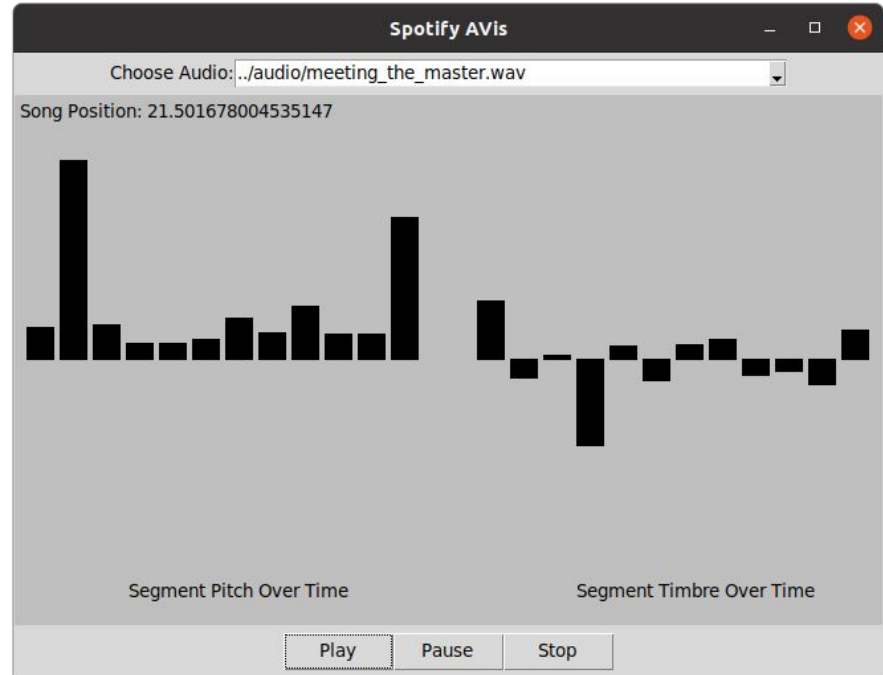 Spotify AVis
Choose Audio: ../audio/meeting_the_master.wav
Song Position: 21.501678004535147
Segment Pitch Over Time
Segment Timbre Over Time
Play
Pause
Stop